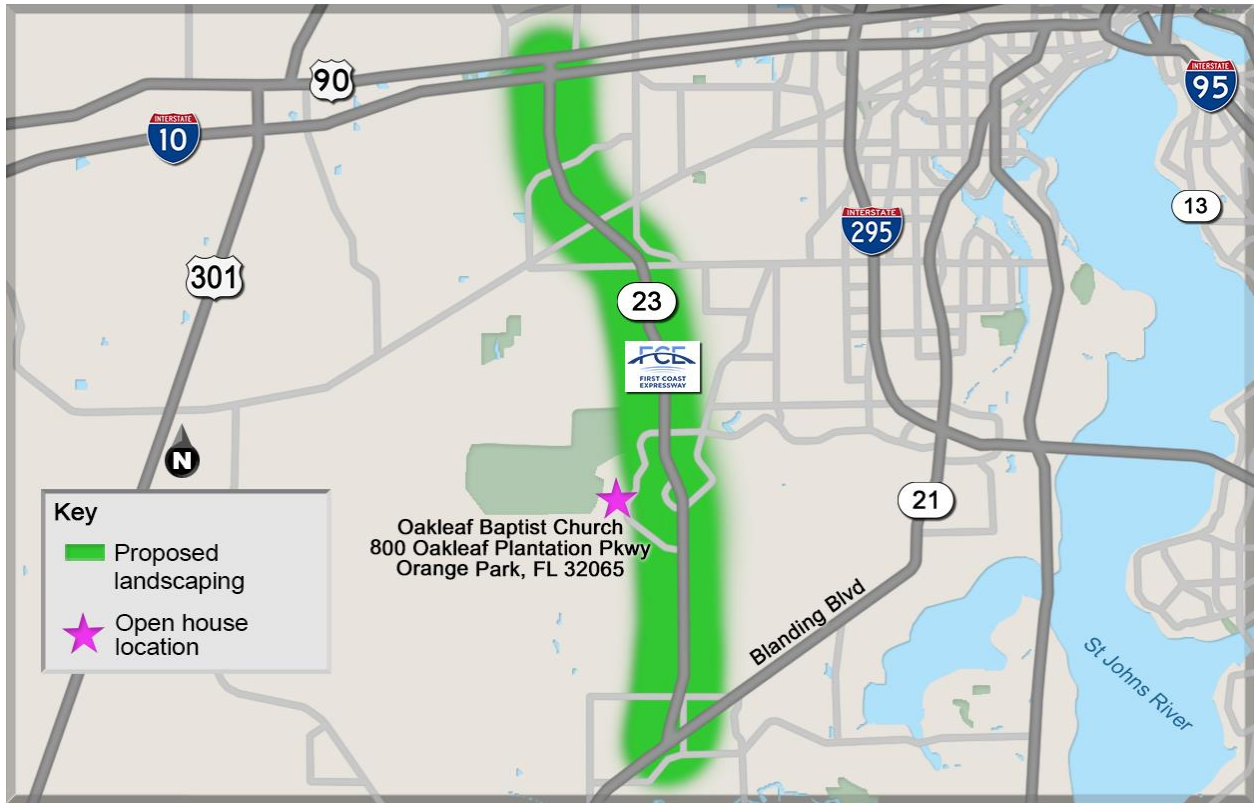 90
INTERSTATE
10
INTERSTATE
95
13
INTERSTATE
295
301
23
FCE
FIRST COAST
EXPRESSWAY
N
21
Key
Proposed
landscaping
Open house
location
Oakleaf Baptist Church
800 Oakleaf Plantation Pkwy
Orange Park, FL 32065
Blanding Blvd
St Johns River